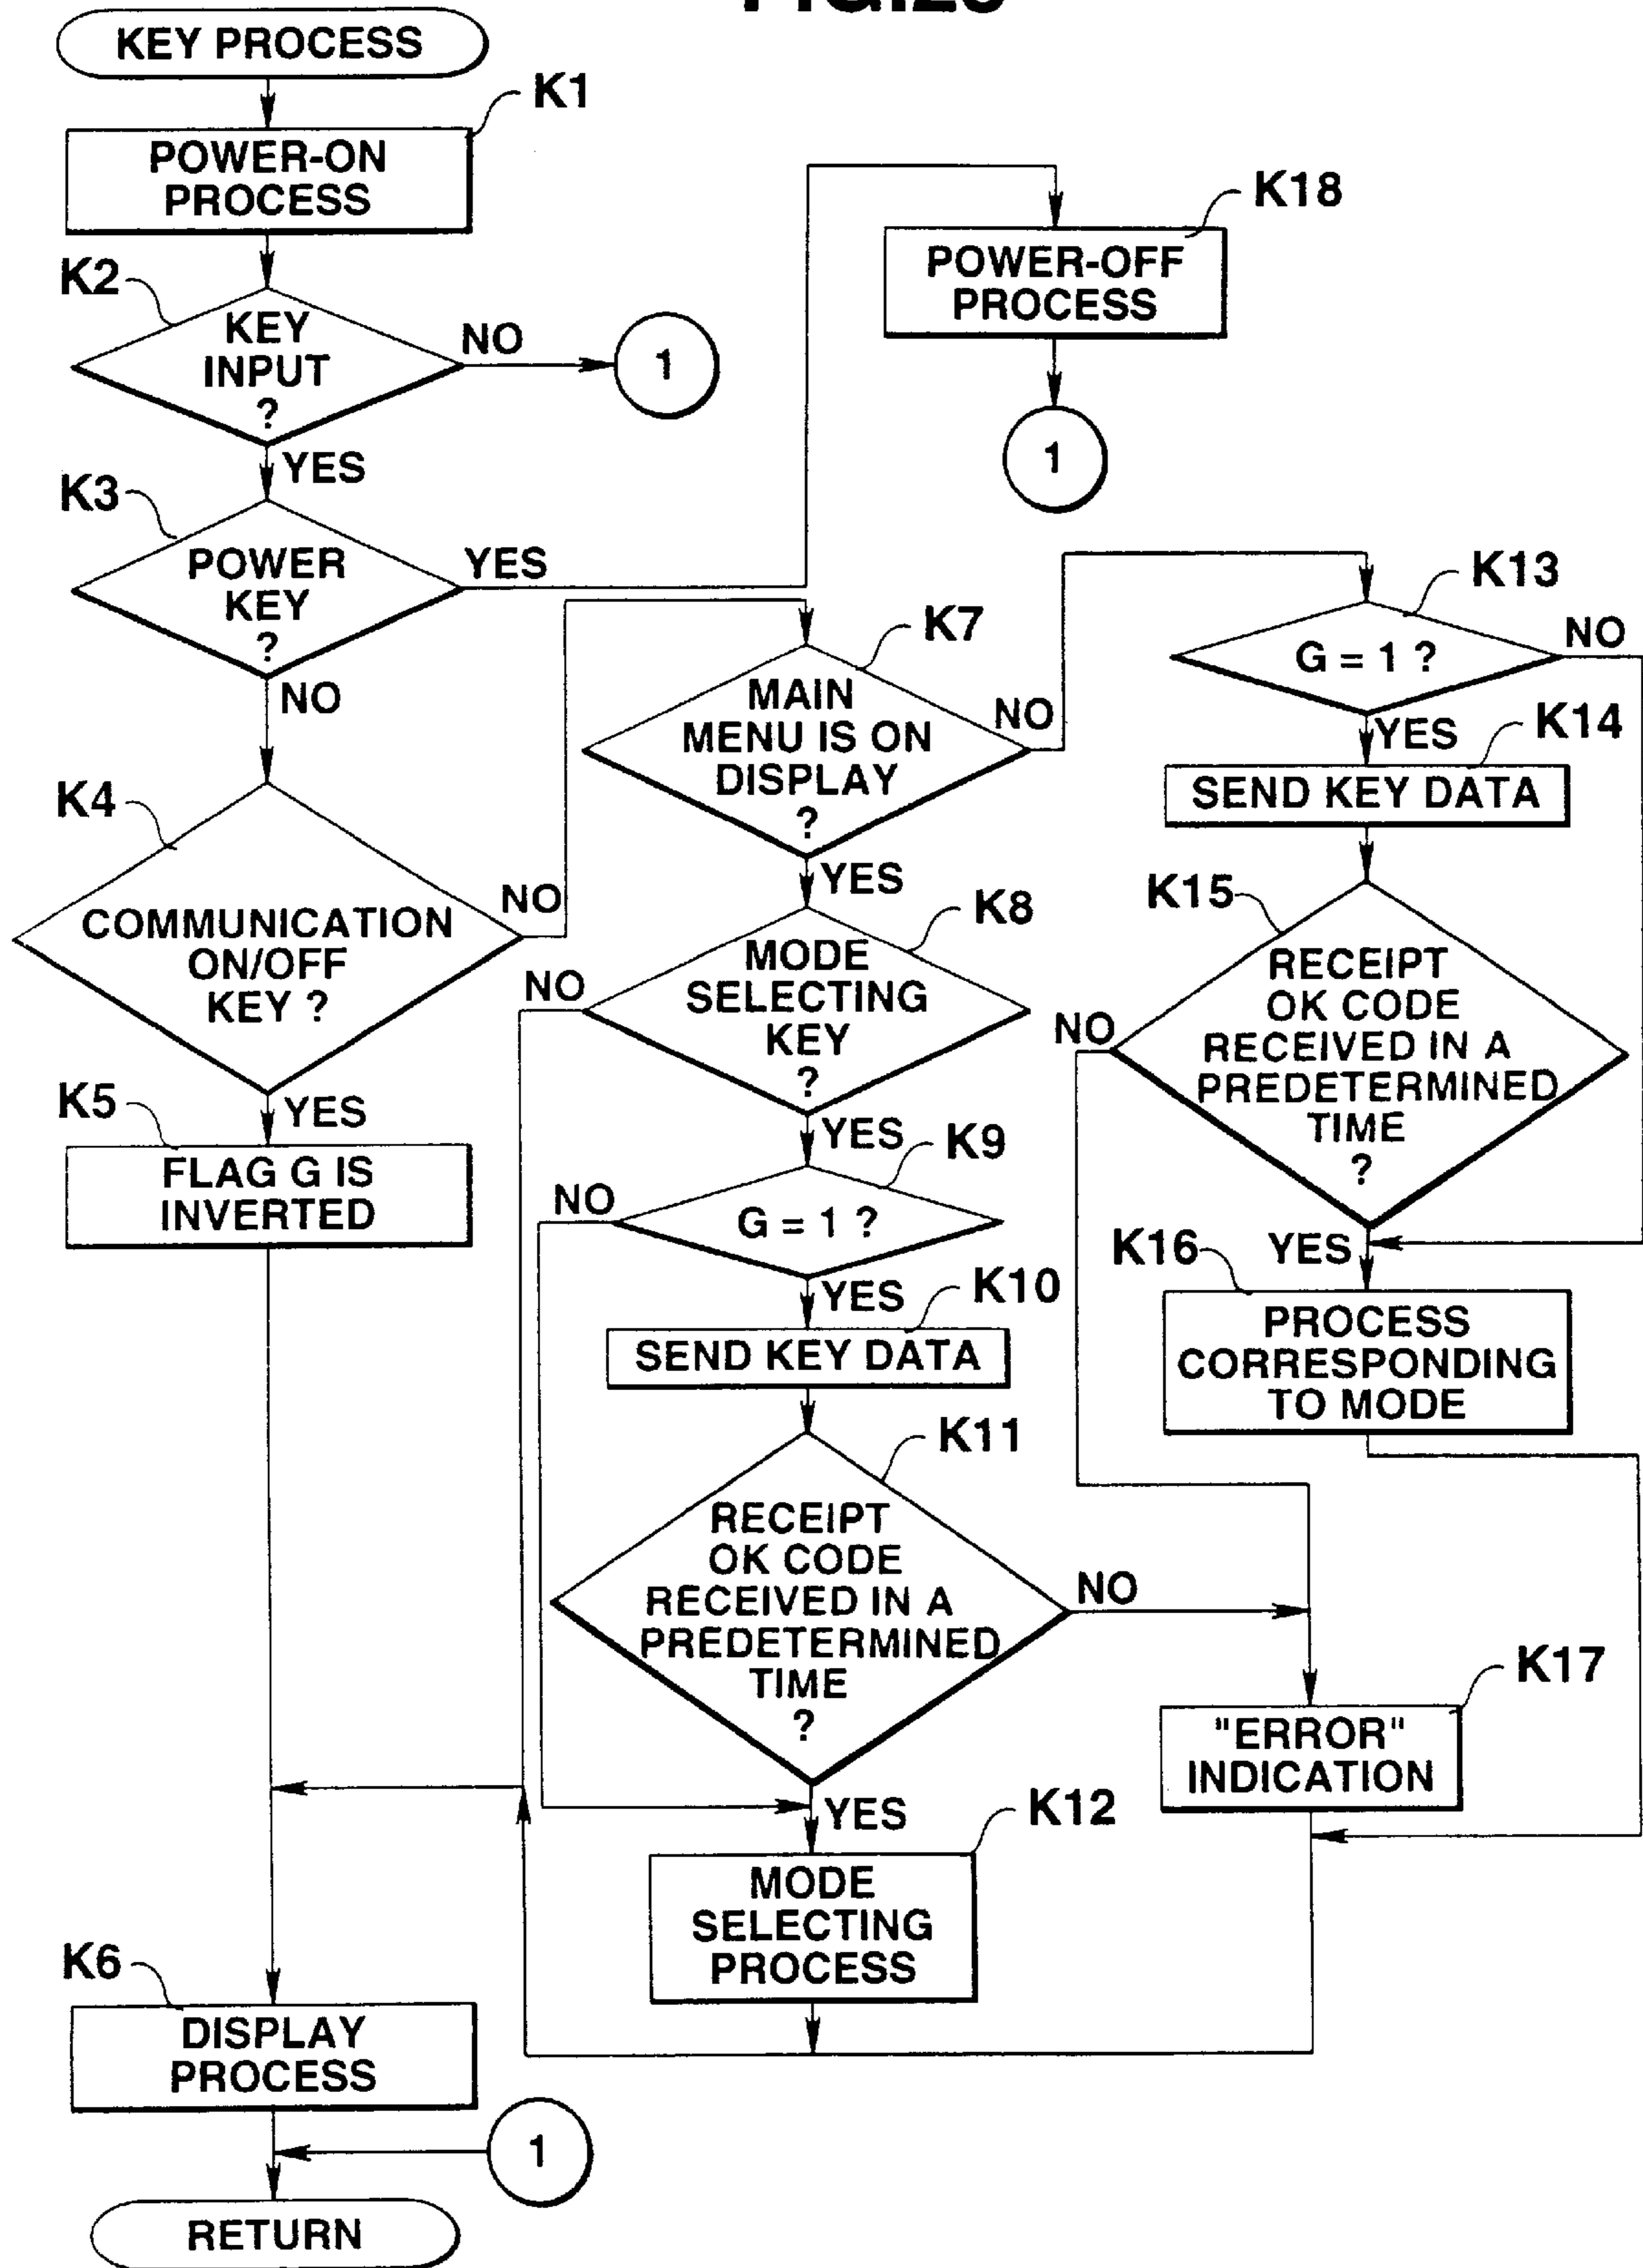 KEY PROCESS
K1
POWER-ON
PROCESS
K2
KEY
INPUT
?
NO
1
YES
K3
POWER
KEY
?
YES
NO
K18
POWER-OFF
PROCESS
1
K4
COMMUNICATION
ON/OFF
KEY ?
NO
YES
K5
FLAG G IS
INVERTED
K6
DISPLAY
PROCESS
1
RETURN
K7
MAIN
MENU IS ON
DISPLAY
?
NO
YES
K8
MODE
SELECTING
KEY
?
NO
YES
K9
G = 1 ?
NO
YES
K10
SEND KEY DATA
K11
RECEIPT
OK CODE
RECEIVED IN A
PREDETERMINED
TIME
?
NO
YES
K12
MODE
SELECTING
PROCESS
K13
G = 1 ?
NO
YES
K14
SEND KEY DATA
K15
RECEIPT
OK CODE
RECEIVED IN A
PREDETERMINED
TIME
?
NO
YES
K16
PROCESS
CORRESPONDING
TO MODE
K17
"ERROR"
INDICATION